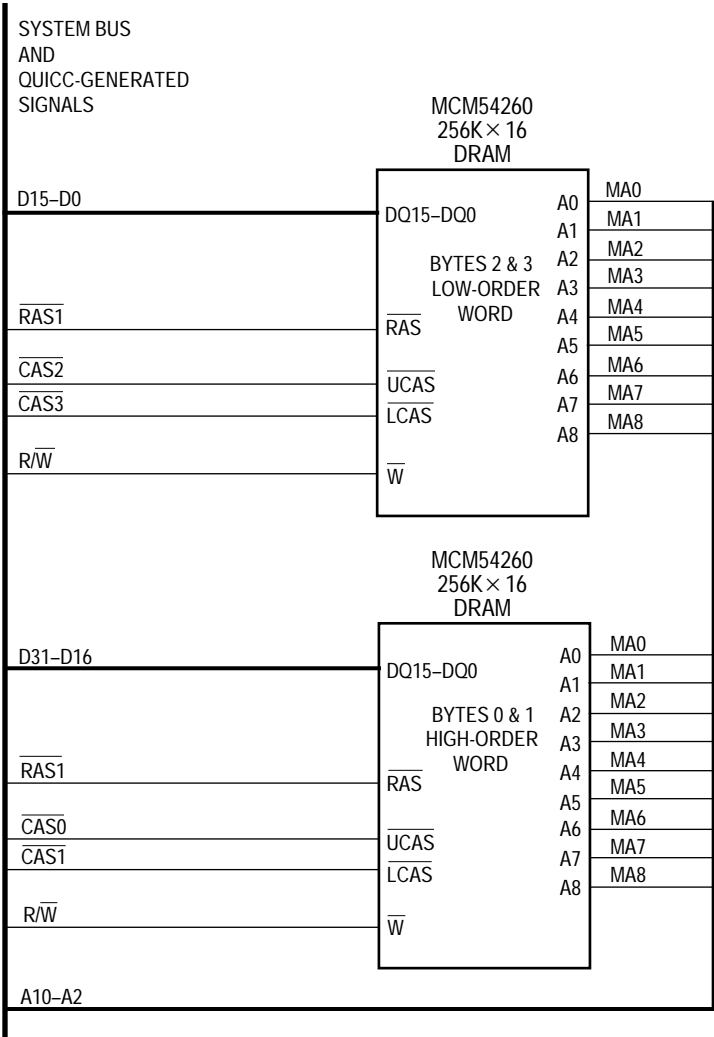 SYSTEM BUS
AND
QUICC-GENERATED
SIGNALS
MCM54260
256K × 16
DRAM
D15–D0
DQ15–DQ0
BYTES 2 & 3
LOW-ORDER
WORD
RAS1
RAS
CAS2
UCAS
CAS3
LCAS
R/W
W
A0 MA0
A1 MA1
A2 MA2
A3 MA3
A4 MA4
A5 MA5
A6 MA6
A7 MA7
A8 MA8
MCM54260
256K × 16
DRAM
D31–D16
DQ15–DQ0
BYTES 0 & 1
HIGH-ORDER
WORD
RAS1
RAS
CAS0
UCAS
CAS1
LCAS
R/W
W
A0 MA0
A1 MA1
A2 MA2
A3 MA3
A4 MA4
A5 MA5
A6 MA6
A7 MA7
A8 MA8
A10–A2